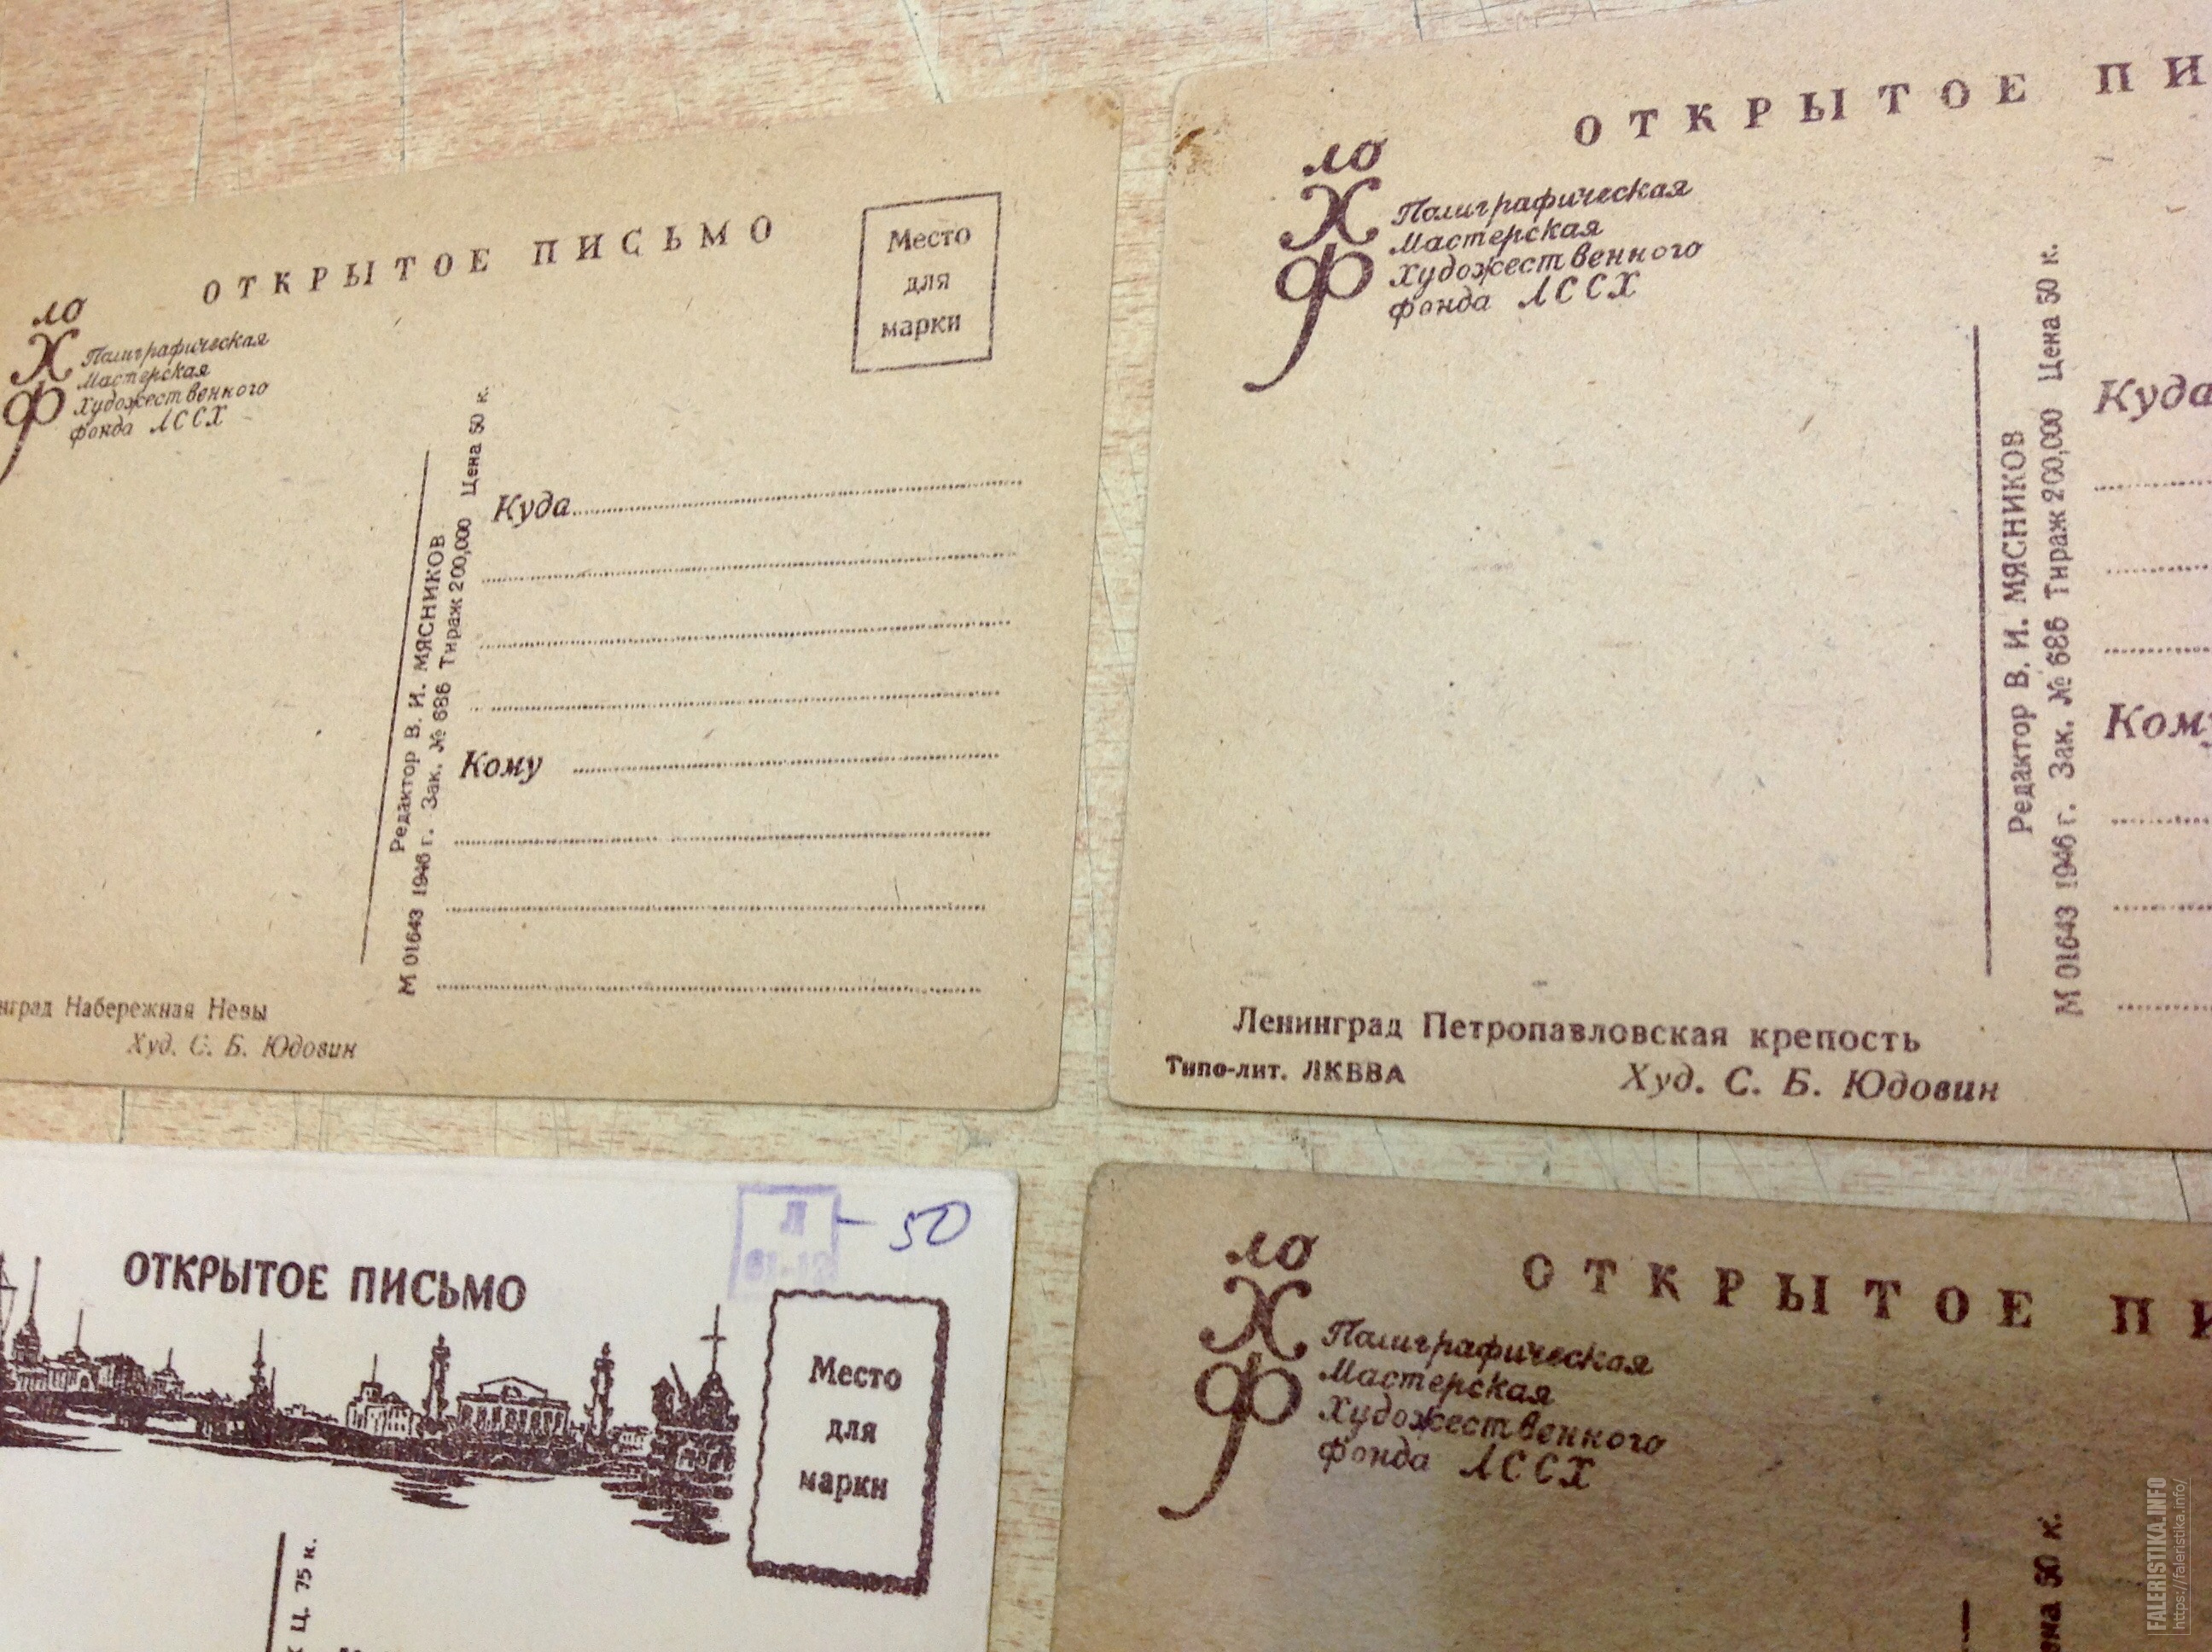 ОТКРЫТОЕ ПИСЬМО
Место
для
марки
ЛО
Х
Ф
Полиграфическая
Мастерская
Художественного
фонда ЛССХ
Редактор В. И. МЯСНИКОВ
М 01643 1946 г. Зак. № 686 Тираж 200,000 Цена 50 к.
Куда
Кому
нград Набережная Невы
Худ. С. Б. Юдовин
ОТКРЫТОЕ ПИ
ЛО
Х
Ф
Полиграфическая
Мастерская
Художественного
фонда ЛССХ
Редактор В. И. МЯСНИКОВ
М 01643 1946 г. Зак. № 686 Тираж 200,000 Цена 50 к.
Куда
Кому
Ленинград Петропавловская крепость
Типо-лит. ЛКВВА
Худ. С. Б. Юдовин
Л - 50
ОТКРЫТОЕ ПИСЬМО
Место
для
марки
Ц. 75 к.
ОТКРЫТОЕ ПИ
ЛО
Х
Ф
Полиграфическая
Мастерская
Художественного
фонда ЛССХ
на 50 к.
FALERISTIKA.INFO
https://faleristika.info/